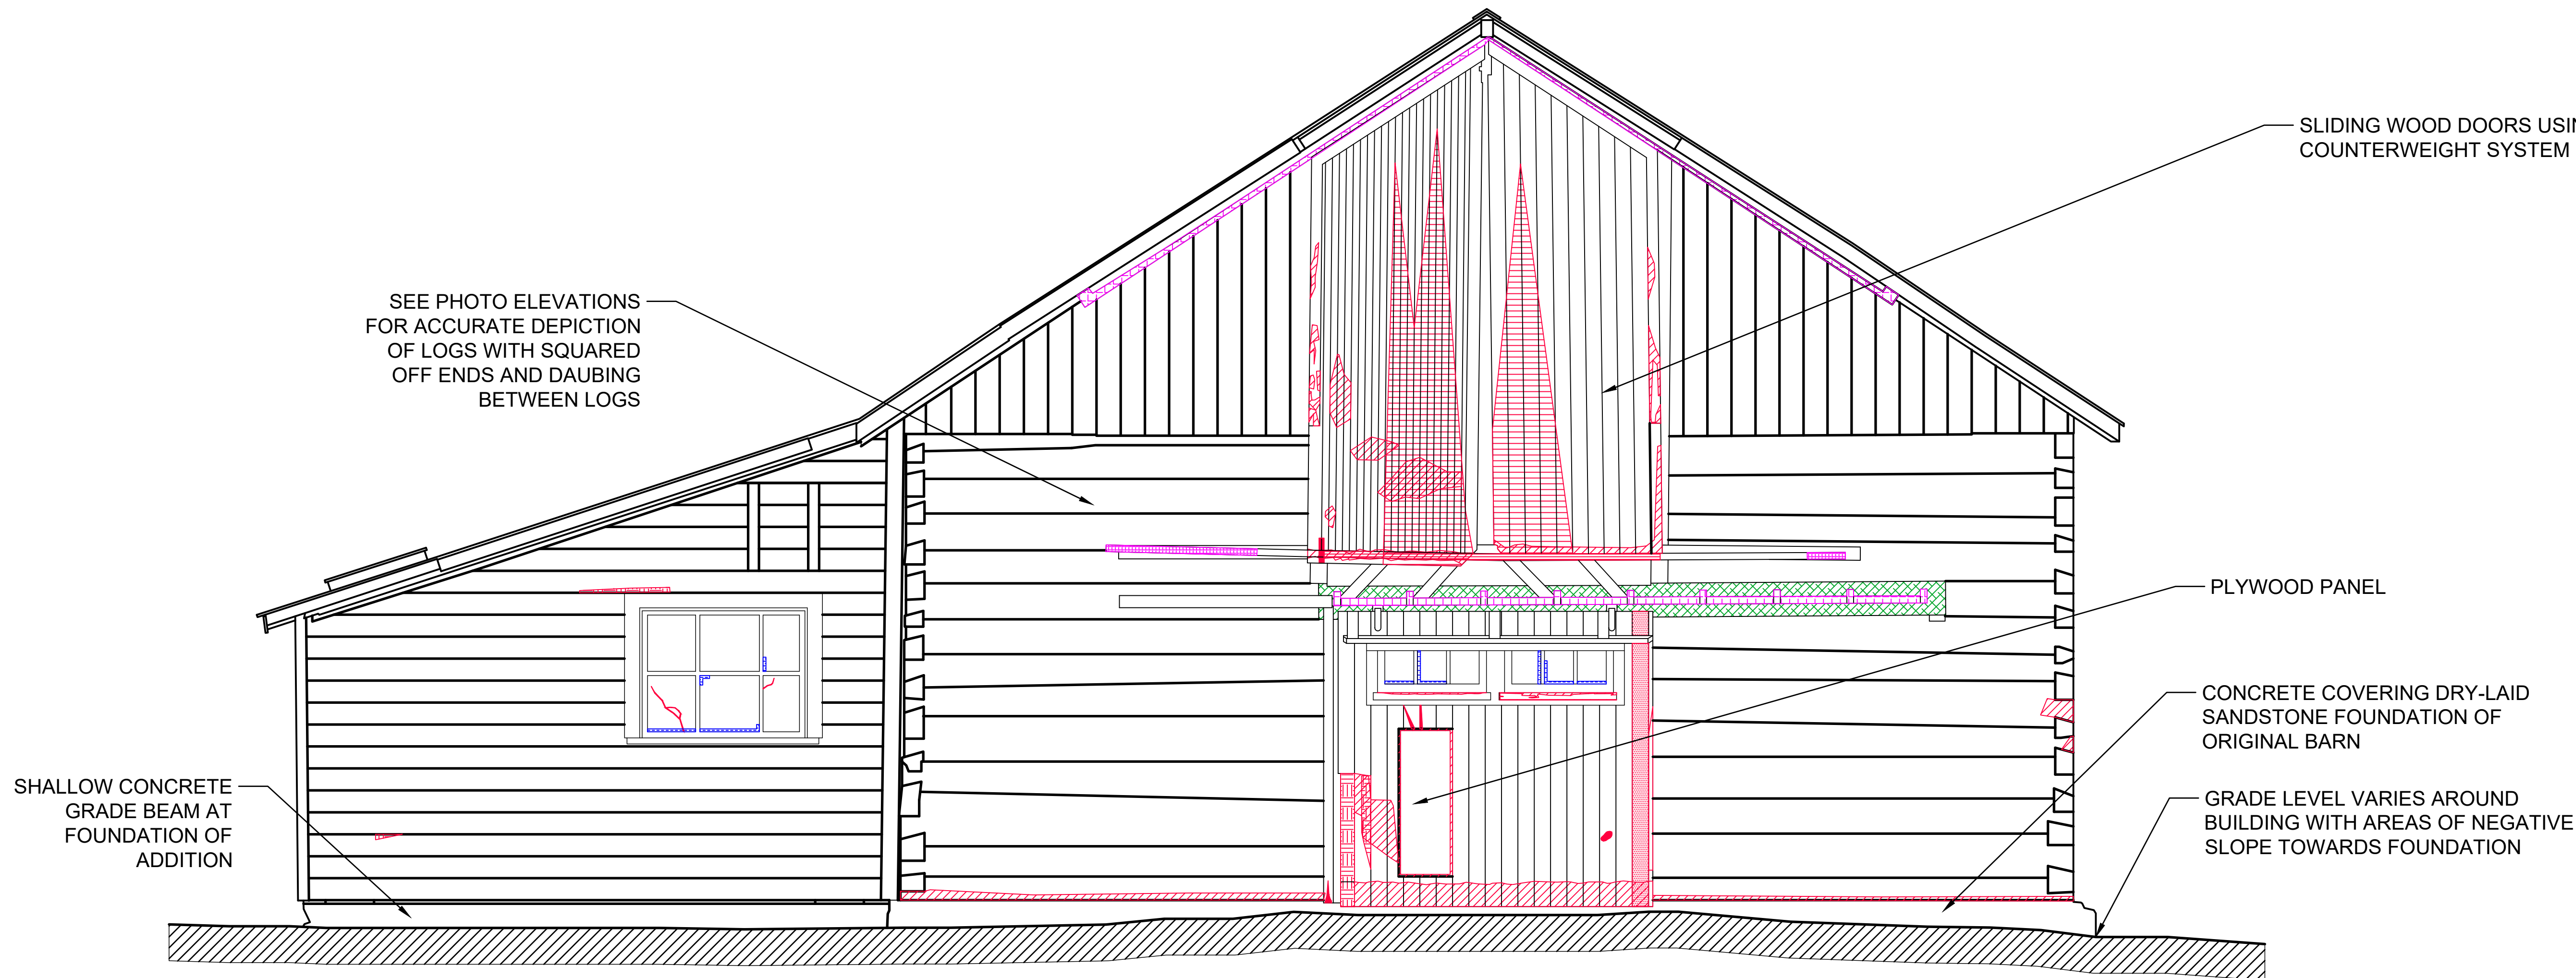 SLIDING WOOD DOORS
COUNTERWEIGHT SYSTEM
SEE PHOTO ELEVATIONS
FOR ACCURATE DEPICTION
OF LOGS WITH SQUARED
OFF ENDS AND DAUBING
BETWEEN LOGS
PLYWOOD PANEL
CONCRETE COVERING DRY-LAID
SANDSTONE FOUNDATION OF
ORIGINAL BARN
SHALLOW CONCRETE
GRADE BEAM AT
FOUNDATION OF
ADDITION
GRADE LEVEL VARIES AROUND
BUILDING WITH AREAS OF NEGATIVE
SLOPE TOWARDS FOUNDATION